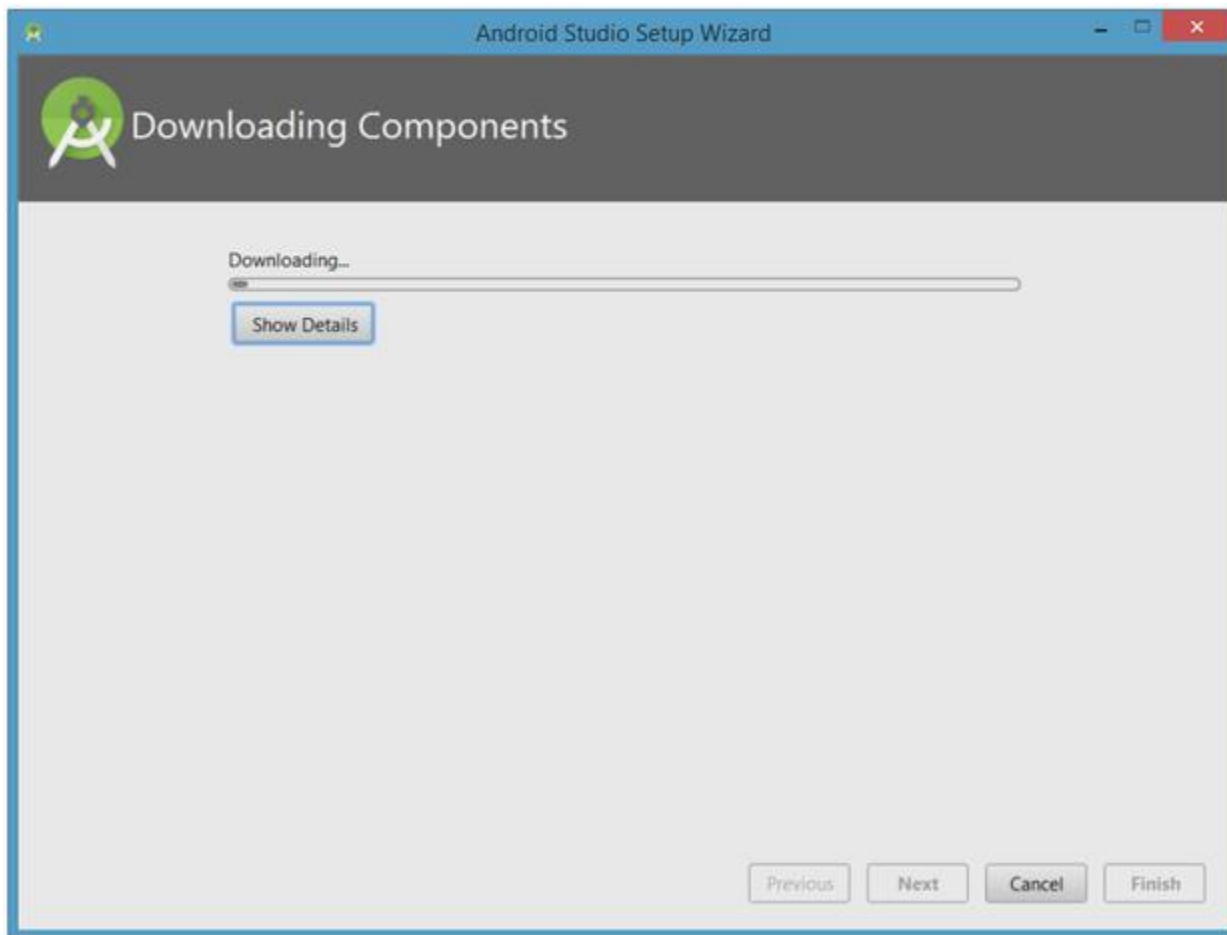 Android Studio Setup Wizard
Downloading Components
Downloading...
Show Details
Previous Next Cancel Finish